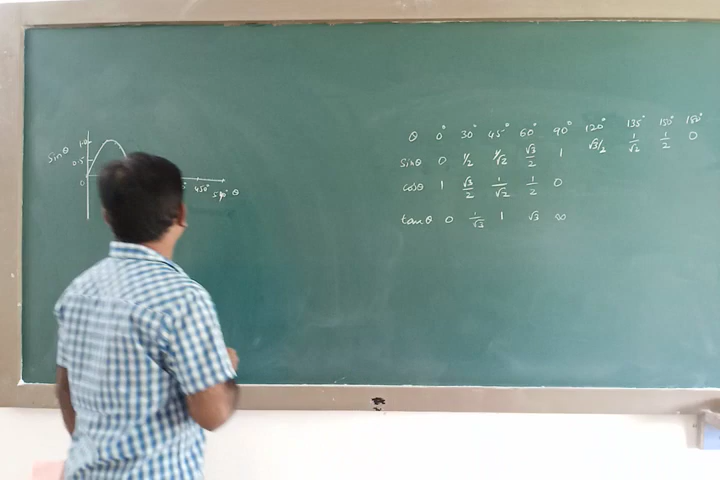 sinθ
1.0
0.5
0
450° 540° θ
θ 0° 30° 45° 60° 90° 120° 135° 150° 180°
sinθ 0 1/2 1/√2 √3/2 1 √3/2 1/√2 1/2 0
cosθ 1 √3/2 1/√2 1/2 0
tanθ 0 1/√3 1 √3 ∞